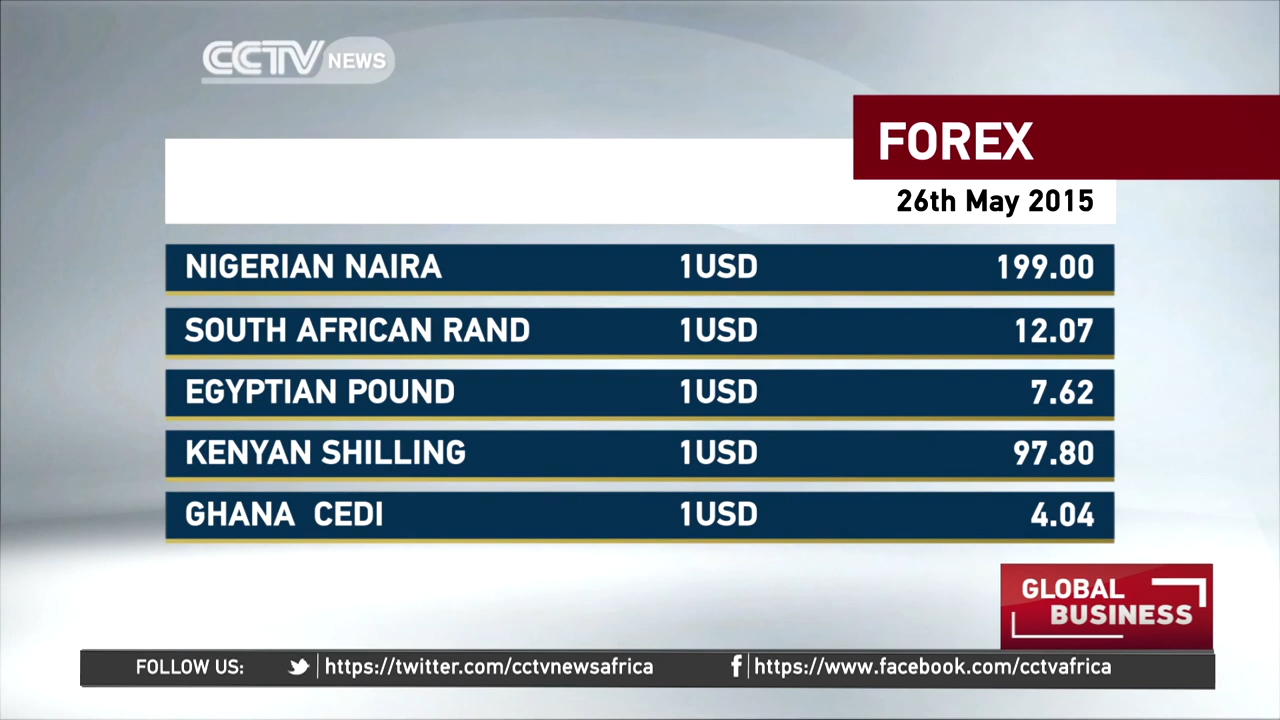 CCTV NEWS
FOREX
26th May 2015
NIGERIAN NAIRA 1USD 199.00
SOUTH AFRICAN RAND 1USD 12.07
EGYPTIAN POUND 1USD 7.62
KENYAN SHILLING 1USD 97.80
GHANA CEDI 1USD 4.04
GLOBAL
BUSINESS
FOLLOW US: https://twitter.com/cctvnewsafrica https://www.facebook.com/cctvafrica